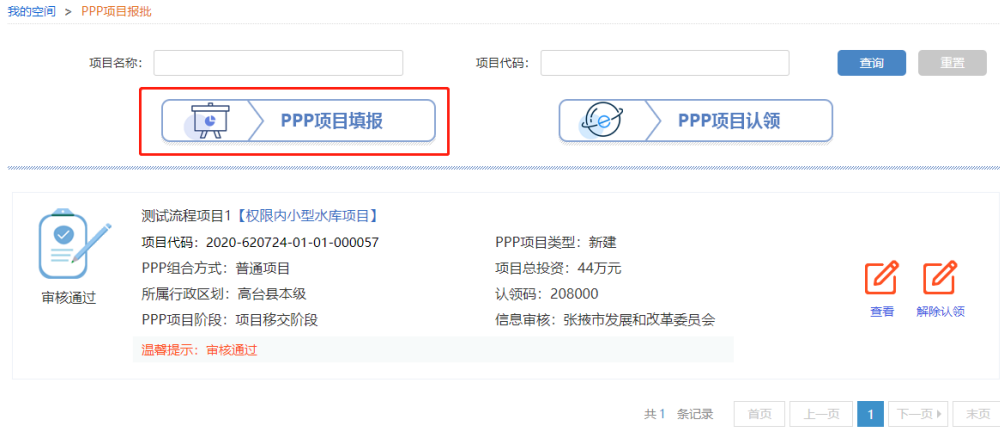 我的空间 > PPP项目报批
项目名称: 项目代码: 查询 重置
PPP项目填报 PPP项目认领
测试流程项目1【权限内小型水库项目】
项目代码: 2020-620724-01-01-000057 PPP项目类型: 新建
PPP组合方式: 普通项目 项目总投资: 44万元
所属行政区划: 高台县本级 认领码: 208000
PPP项目阶段: 项目移交阶段 信息审核: 张掖市发展和改革委员会
审核通过 查看 解除认领
温馨提示: 审核通过
共 1 条记录 首页 上一页 1 下一页 末页